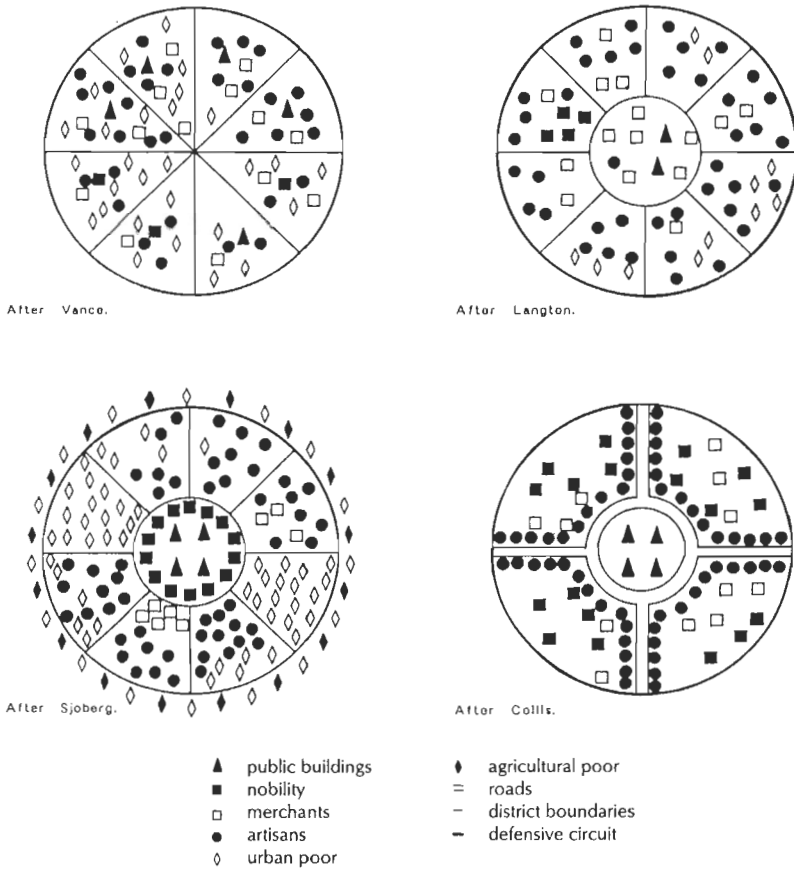 After Vance.
After Langton.
After Sjoberg.
After Collis.
public buildings
nobility
merchants
artisans
urban poor
agricultural poor
roads
district boundaries
defensive circuit